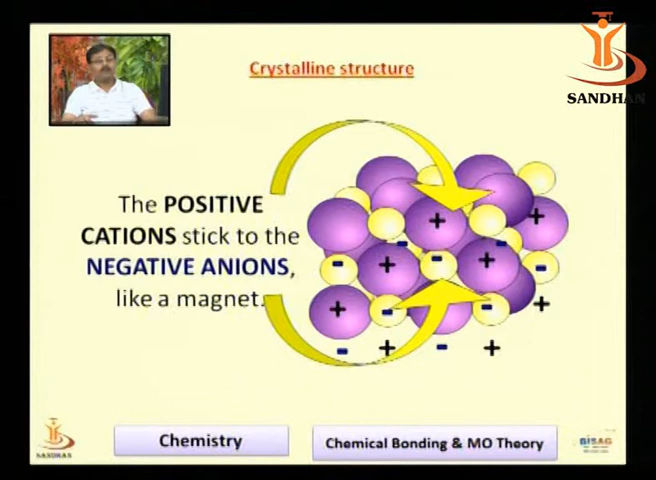 SANDHAN
Crystalline structure
The POSITIVE
CATIONS stick to the
NEGATIVE ANIONS,
like a magnet.
+
+
-
-
-
+
-
+
-
+
-
-
+
-
+
-
+
SANDHAN
Chemistry
Chemical Bonding & MO Theory
BISAG